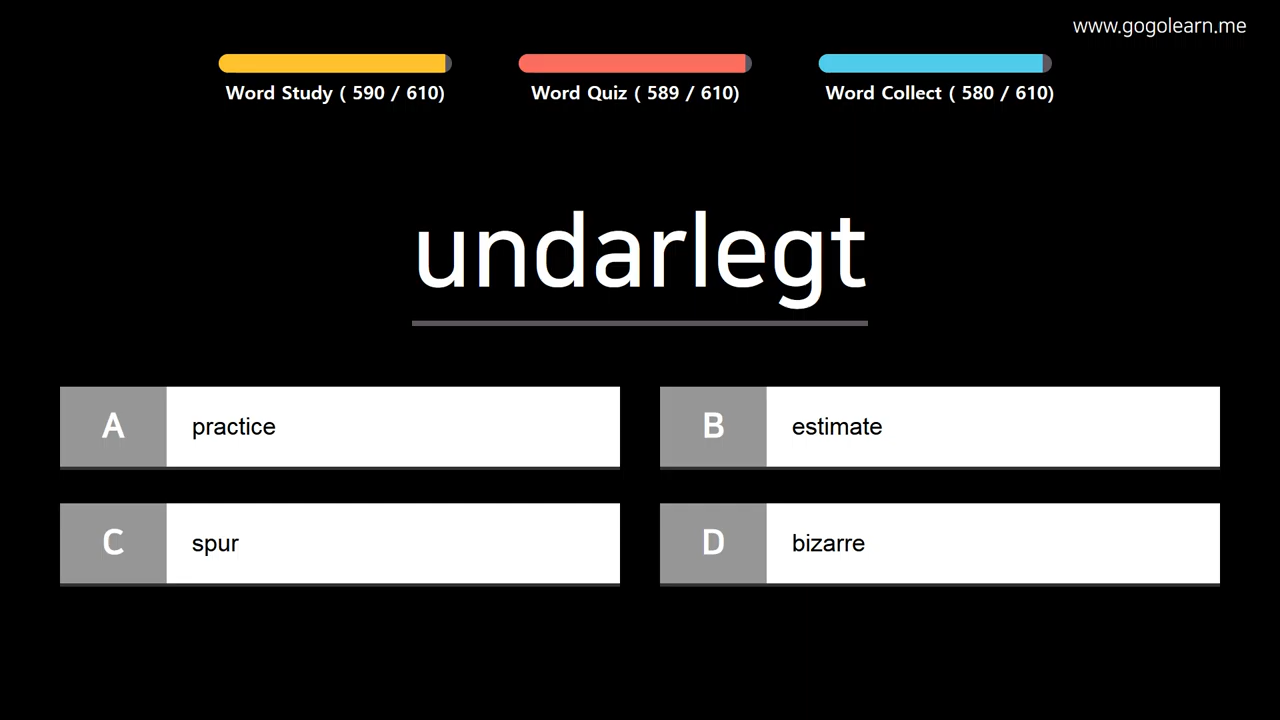 www.gogolearn.me
Word Study ( 590 / 610)
Word Quiz ( 589 / 610)
Word Collect ( 580 / 610)
undarlegt
A practice
B estimate
C spur
D bizarre